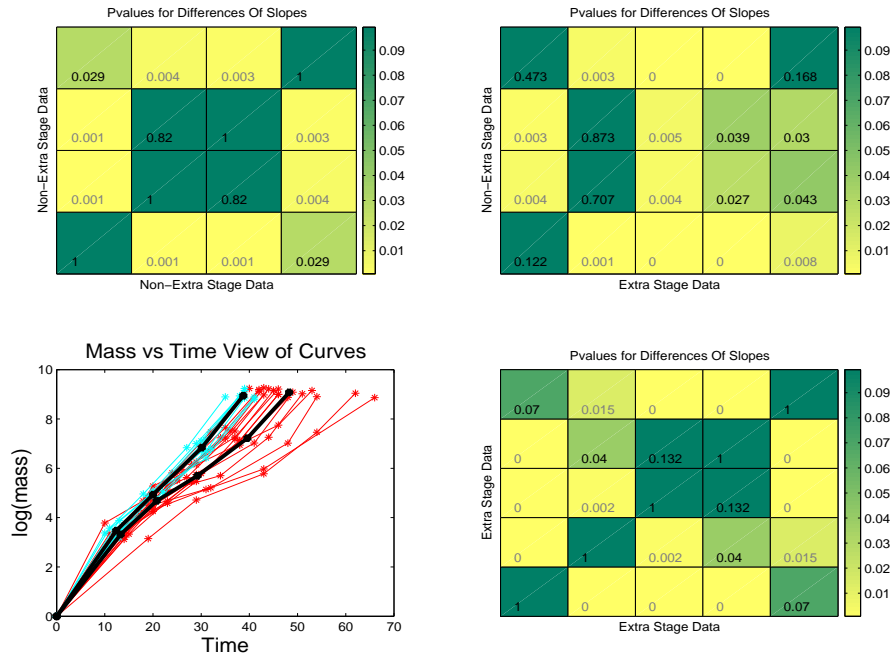 Pvalues for Differences Of Slopes
Non−Extra Stage Data
0.029 0.004 0.003 1
0.001 0.82 1 0.003
0.001 1 0.82 0.004
1 0.001 0.001 0.029
Non−Extra Stage Data
0.09
0.08
0.07
0.06
0.05
0.04
0.03
0.02
0.01
Pvalues for Differences Of Slopes
Non−Extra Stage Data
0.473 0.003 0 0 0.168
0.003 0.873 0.005 0.039 0.03
0.004 0.707 0.004 0.027 0.043
0.122 0.001 0 0 0.008
Extra Stage Data
0.09
0.08
0.07
0.06
0.05
0.04
0.03
0.02
0.01
Mass vs Time View of Curves
log(mass)
10
8
6
4
2
0
0 10 20 30 40 50 60 70
Time
Pvalues for Differences Of Slopes
Extra Stage Data
0.07 0.015 0 0 1
0 0.04 0.132 1 0
0 0.002 1 0.132 0
0 1 0.002 0.04 0.015
1 0 0 0 0.07
Extra Stage Data
0.09
0.08
0.07
0.06
0.05
0.04
0.03
0.02
0.01